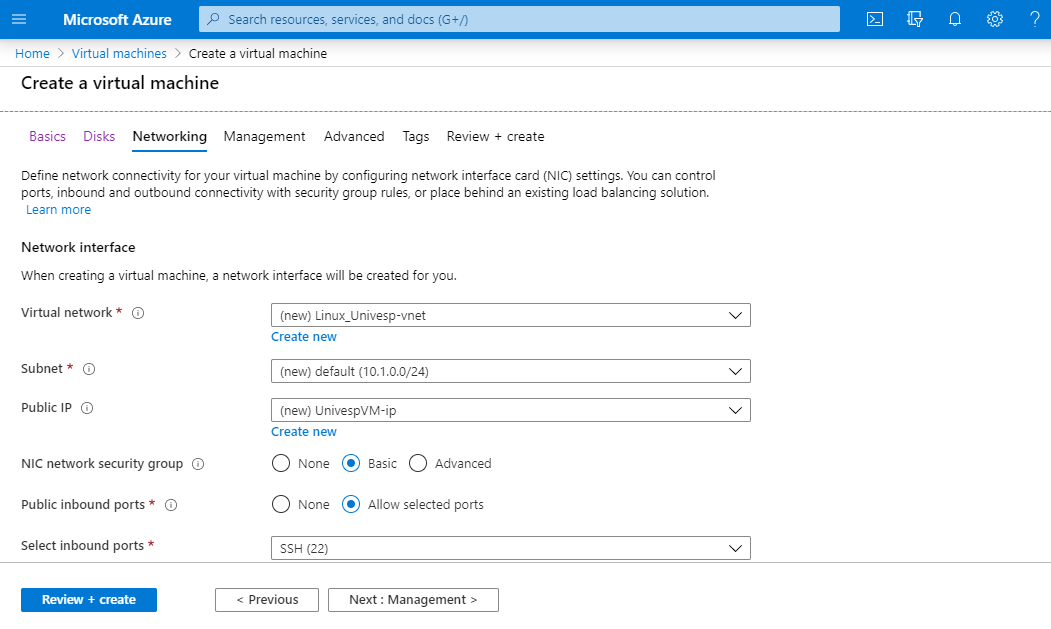 Microsoft Azure
Search resources, services, and docs (G+/)
Home > Virtual machines > Create a virtual machine
Create a virtual machine
Basics Disks Networking Management Advanced Tags Review + create
Define network connectivity for your virtual machine by configuring network interface card (NIC) settings. You can control
ports, inbound and outbound connectivity with security group rules, or place behind an existing load balancing solution.
Learn more
Network interface
When creating a virtual machine, a network interface will be created for you.
Virtual network *
(new) Linux_Univesp-vnet
Create new
Subnet *
(new) default (10.1.0.0/24)
Public IP
(new) UnivespVM-ip
Create new
NIC network security group
None Basic Advanced
Public inbound ports *
None Allow selected ports
Select inbound ports *
SSH (22)
Review + create
< Previous
Next : Management >